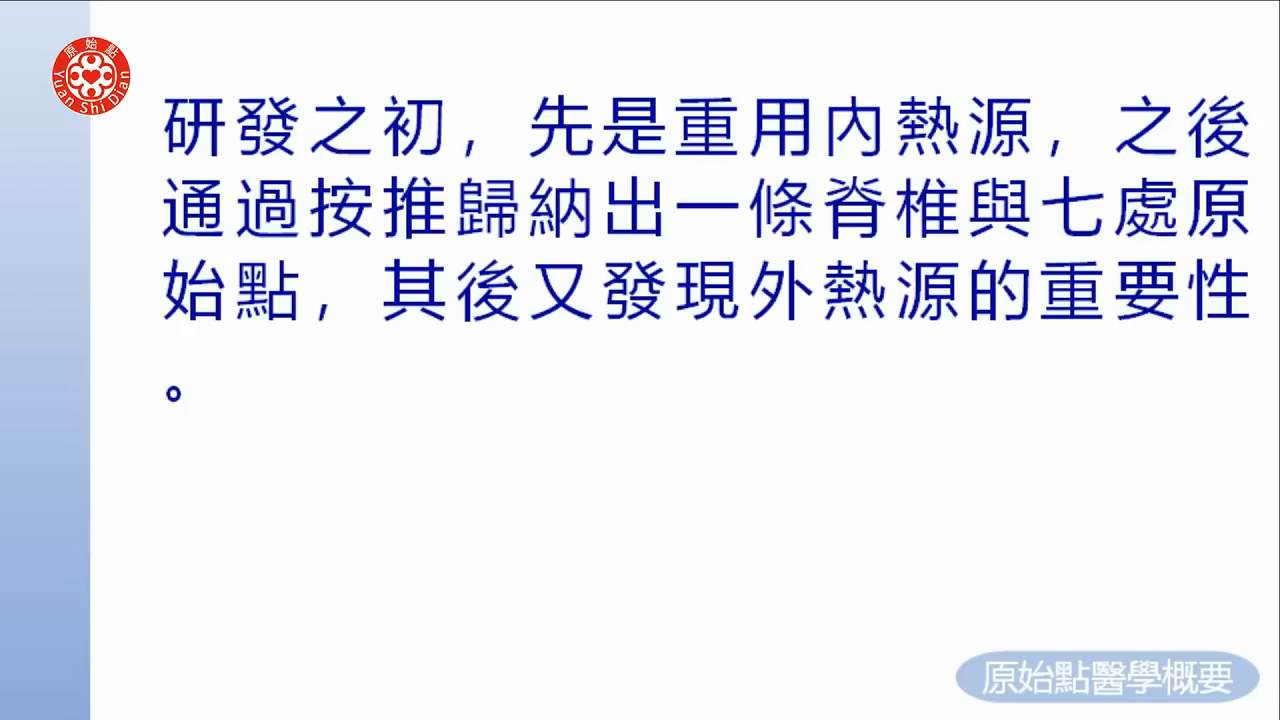 原始點
Yuan Shi Dian
研發之初，先是重用內熱源，之後
通過按推歸納出一條脊椎與七處原
始點，其後又發現外熱源的重要性
。
原始點醫學概要